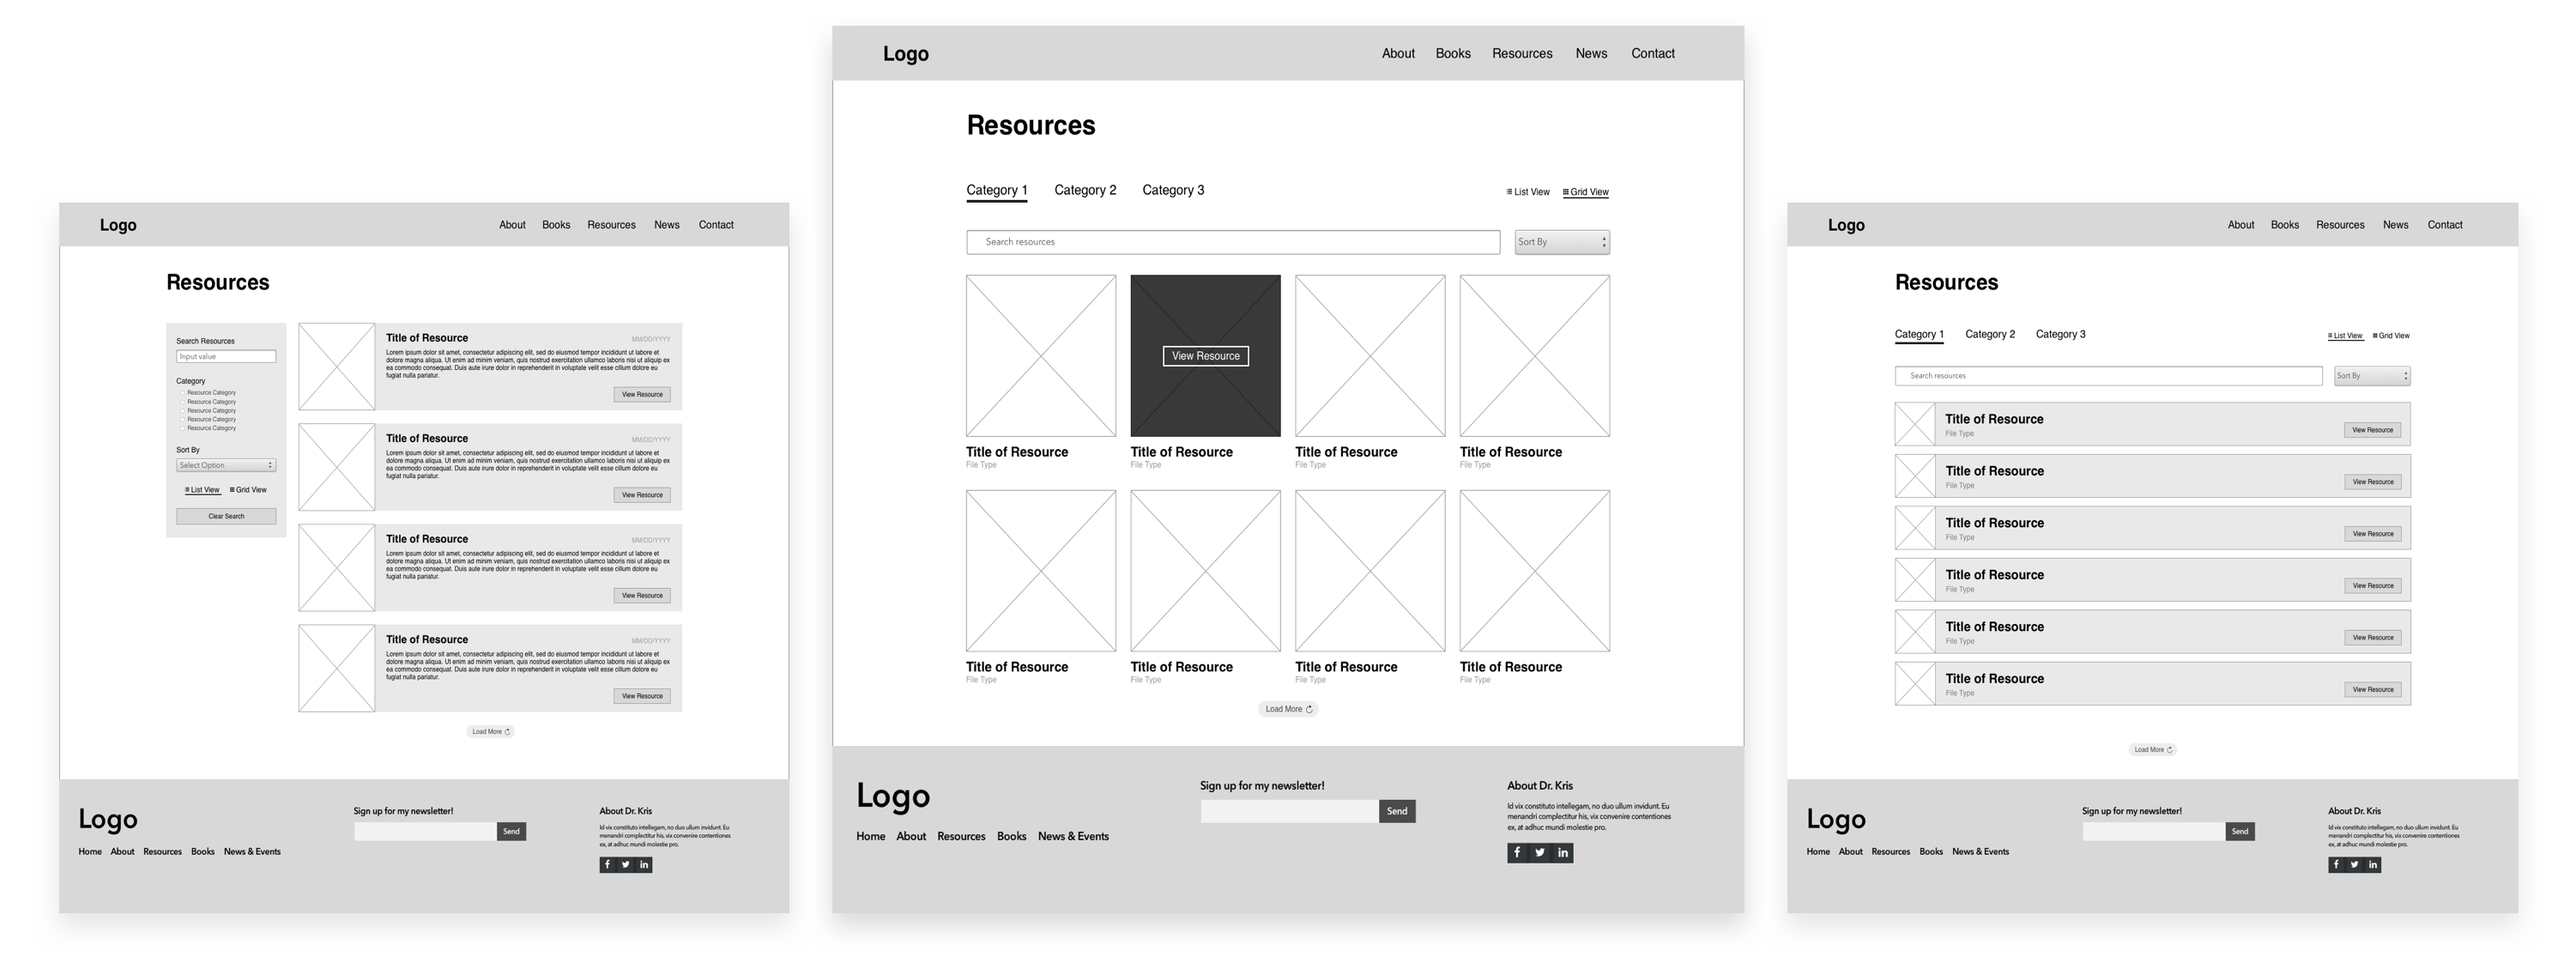 Logo
About Books Resources News Contact
Resources
Search Resources
Input value
Category
Resource Category
Resource Category
Resource Category
Resource Category
Resource Category
Sort By
Select Option
List View Grid View
Clear Search
Title of Resource MM/DD/YYYY
Lorem ipsum dolor sit amet, consectetur adipiscing elit, sed do eiusmod tempor incididunt ut labore et
dolore magna aliqua. Ut enim ad minim veniam, quis nostrud exercitation ullamco laboris nisi ut aliquip ex
ea commodo consequat. Duis aute irure dolor in reprehenderit in voluptate velit esse cillum dolore eu
fugiat nulla pariatur.
View Resource
Title of Resource MM/DD/YYYY
Lorem ipsum dolor sit amet, consectetur adipiscing elit, sed do eiusmod tempor incididunt ut labore et
dolore magna aliqua. Ut enim ad minim veniam, quis nostrud exercitation ullamco laboris nisi ut aliquip ex
ea commodo consequat. Duis aute irure dolor in reprehenderit in voluptate velit esse cillum dolore eu
fugiat nulla pariatur.
View Resource
Title of Resource MM/DD/YYYY
Lorem ipsum dolor sit amet, consectetur adipiscing elit, sed do eiusmod tempor incididunt ut labore et
dolore magna aliqua. Ut enim ad minim veniam, quis nostrud exercitation ullamco laboris nisi ut aliquip ex
ea commodo consequat. Duis aute irure dolor in reprehenderit in voluptate velit esse cillum dolore eu
fugiat nulla pariatur.
View Resource
Title of Resource MM/DD/YYYY
Lorem ipsum dolor sit amet, consectetur adipiscing elit, sed do eiusmod tempor incididunt ut labore et
dolore magna aliqua. Ut enim ad minim veniam, quis nostrud exercitation ullamco laboris nisi ut aliquip ex
ea commodo consequat. Duis aute irure dolor in reprehenderit in voluptate velit esse cillum dolore eu
fugiat nulla pariatur.
View Resource
Load More
Logo
Home About Resources Books News & Events
Sign up for my newsletter!
Send
About Dr. Kris
Id vix constituto intellegam, no duo ullum invidunt. Eu
menandri complectitur his, vix convenire contentiones
ex, at adhuc mundi molestie pro.
Logo
About Books Resources News Contact
Resources
Category 1 Category 2 Category 3
List View Grid View
Search resources
Sort By
View Resource
Title of Resource Title of Resource Title of Resource Title of Resource
File Type File Type File Type File Type
Title of Resource Title of Resource Title of Resource Title of Resource
File Type File Type File Type File Type
Load More
Logo
Home About Resources Books News & Events
Sign up for my newsletter!
Send
About Dr. Kris
Id vix constituto intellegam, no duo ullum invidunt. Eu
menandri complectitur his, vix convenire contentiones
ex, at adhuc mundi molestie pro.
Logo
About Books Resources News Contact
Resources
Category 1 Category 2 Category 3
List View Grid View
Search resources
Sort By
Title of Resource
File Type
View Resource
Title of Resource
File Type
View Resource
Title of Resource
File Type
View Resource
Title of Resource
File Type
View Resource
Title of Resource
File Type
View Resource
Title of Resource
File Type
View Resource
Load More
Logo
Home About Resources Books News & Events
Sign up for my newsletter!
Send
About Dr. Kris
Id vix constituto intellegam, no duo ullum invidunt. Eu
menandri complectitur his, vix convenire contentiones
ex, at adhuc mundi molestie pro.